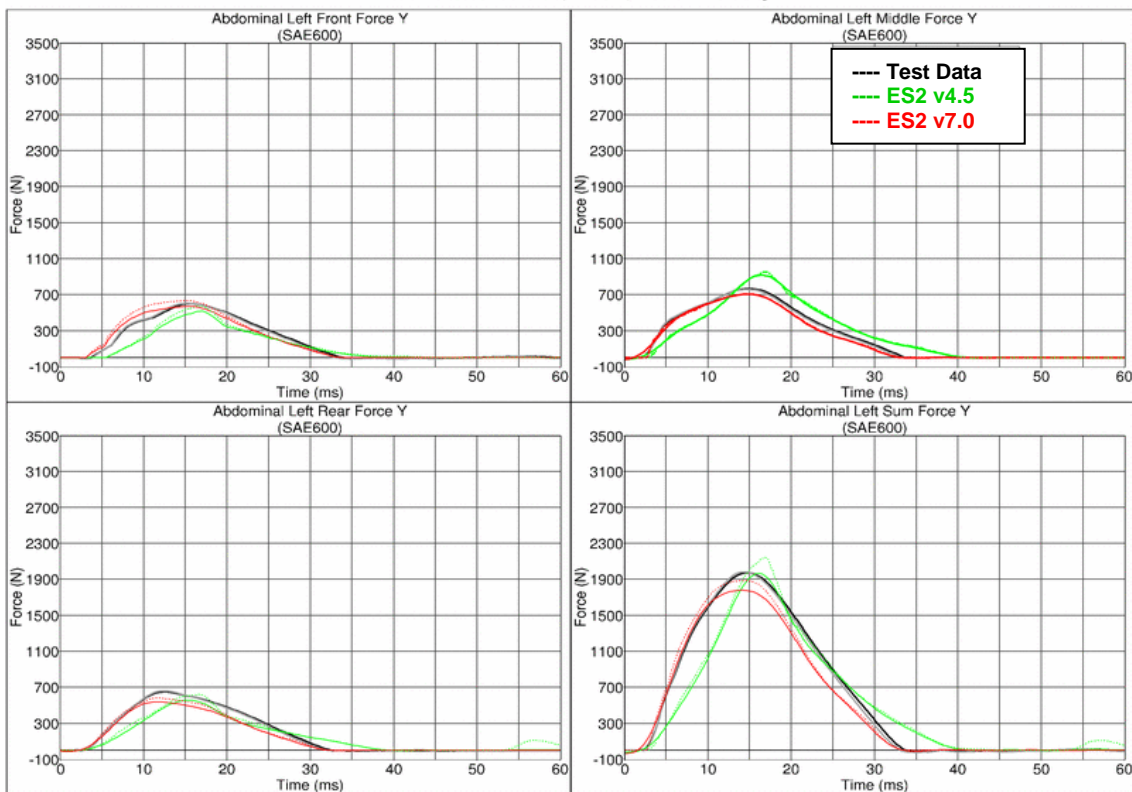 Abdominal Left Front Force Y
(SAE600)
3500
3100
2700
2300
1900
1500
1100
700
300
-100
Force (N)
0 10 20 30 40 50 60
Time (ms)
Abdominal Left Middle Force Y
(SAE600)
3500
3100
2700
2300
1900
1500
1100
700
300
-100
Force (N)
0 10 20 30 40 50 60
Time (ms)
---- Test Data
---- ES2 v4.5
---- ES2 v7.0
Abdominal Left Rear Force Y
(SAE600)
3500
3100
2700
2300
1900
1500
1100
700
300
-100
Force (N)
0 10 20 30 40 50 60
Time (ms)
Abdominal Left Sum Force Y
(SAE600)
3500
3100
2700
2300
1900
1500
1100
700
300
-100
Force (N)
0 10 20 30 40 50 60
Time (ms)